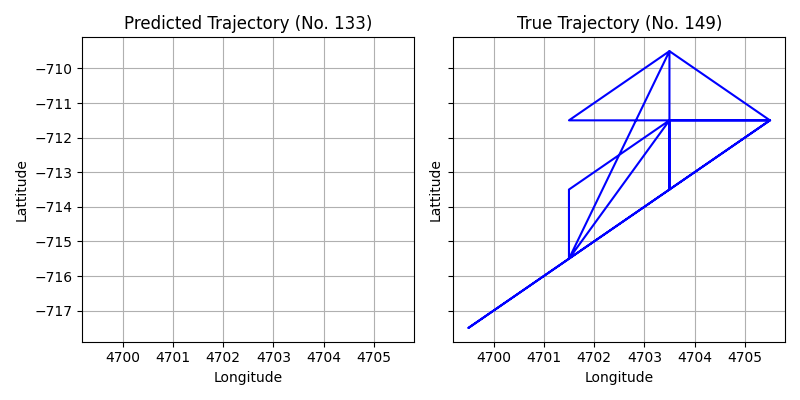 Predicted Trajectory (No. 133)
True Trajectory (No. 149)
−710
−711
−712
−713
−714
−715
−716
−717
Lattitude
Lattitude
4700 4701 4702 4703 4704 4705
4700 4701 4702 4703 4704 4705
Longitude
Longitude